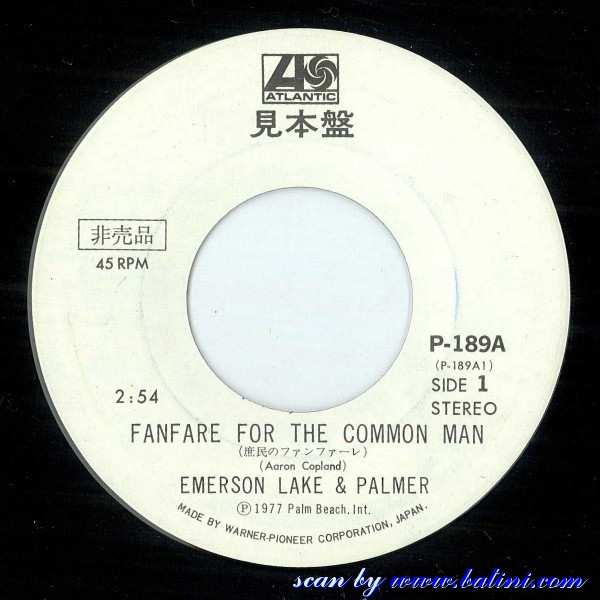 ATLANTIC
見本盤
非売品
45 RPM
P-189A
(P-189A1)
SIDE 1
STEREO
2:54
FANFARE FOR THE COMMON MAN
(庶民のファンファーレ)
(Aaron Copland)
EMERSON LAKE & PALMER
Ⓟ 1977 Palm Beach. Int.
MADE BY WARNER-PIONEER CORPORATION, JAPAN.
scan by www.batini.com